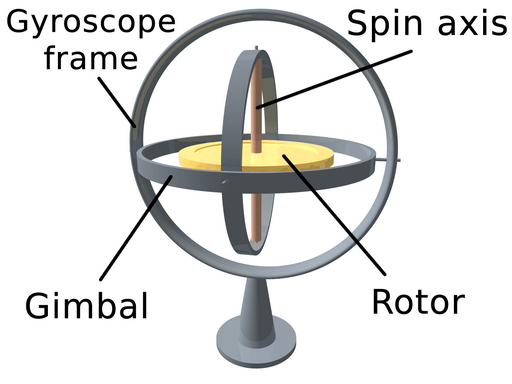 Gyroscope
frame
Spin axis
Gimbal
Rotor